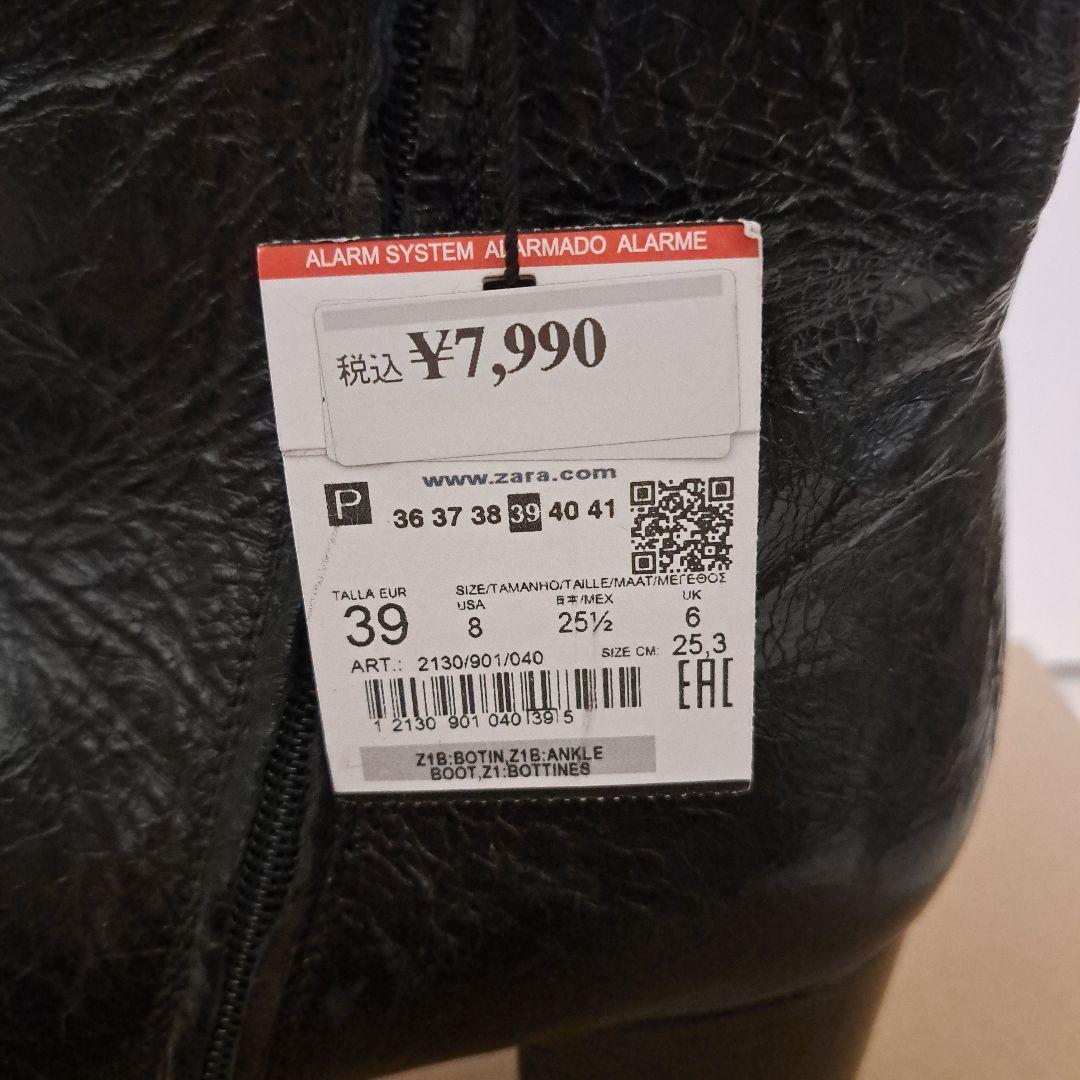 ALARM SYSTEM ALARMADO ALARME
税込 ¥7,990
www.zara.com
P 36 37 38 39 40 41
TALLA EUR SIZE/TAMANHO/TAILLE/MAAT/ΜΕΓΕΘΟΣ
USA 日本/MEX UK
39 8 25½ 6
ART.: 2130/901/040 SIZE CM: 25,3
EAC
1 2130 901 040 39 5
Z1B:BOTIN,Z1B:ANKLE
BOOT,Z1:BOTTINES